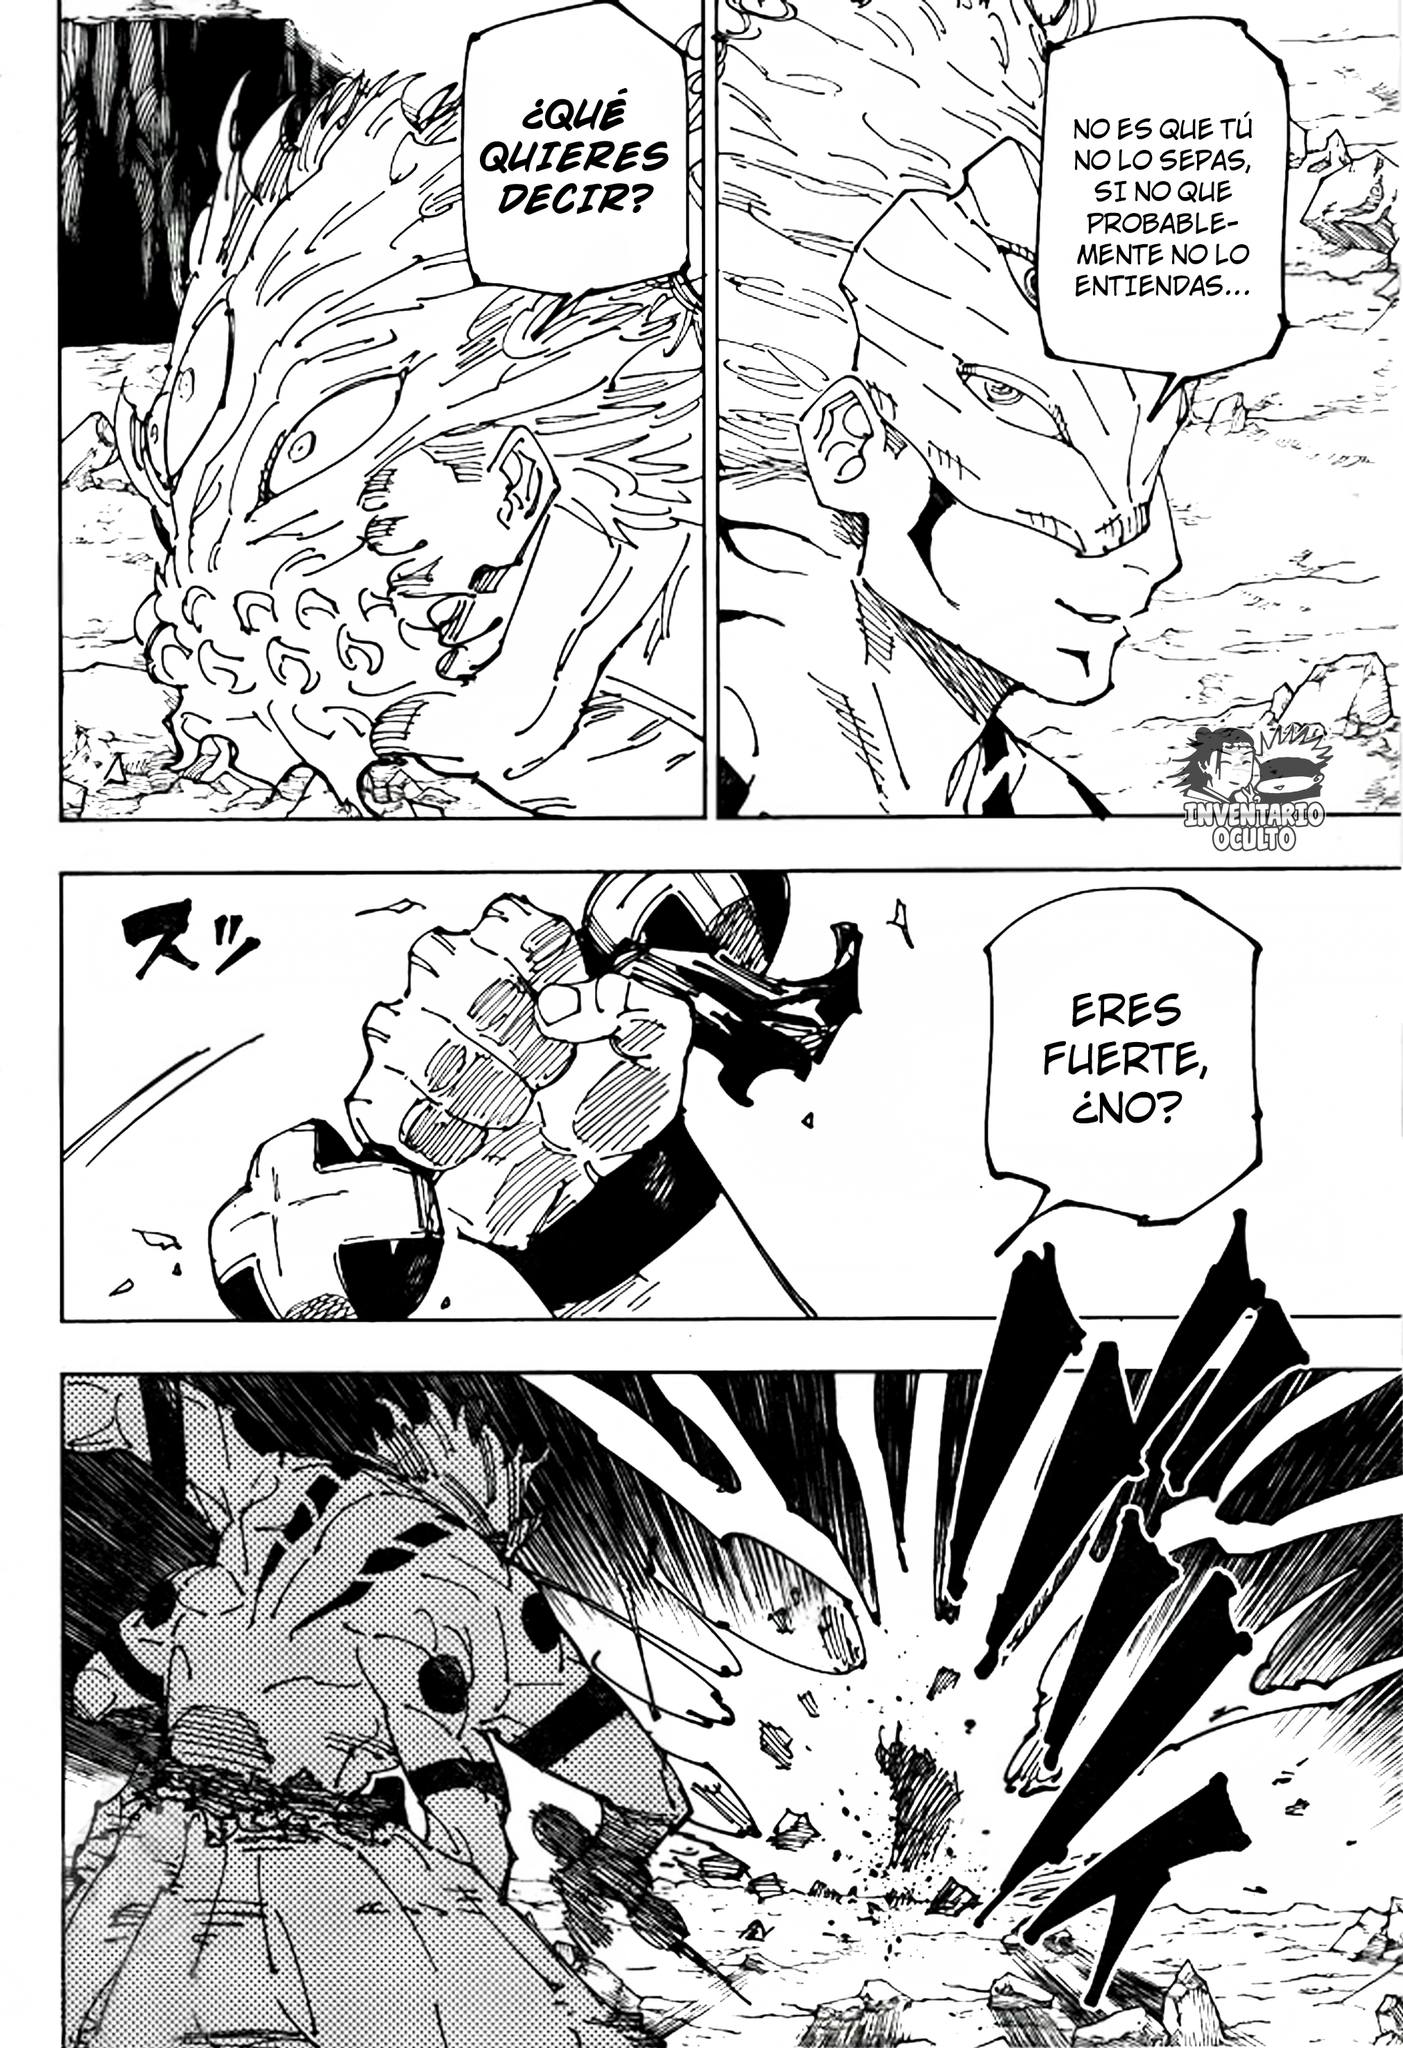 NO ES QUE TÚ
NO LO SEPAS,
SI NO QUE
PROBABLE-
MENTE NO LO
ENTIENDAS...
¿QUÉ
QUIERES
DECIR?
INVENTARIO
OCULTO
ERES
FUERTE,
¿NO?
スッ